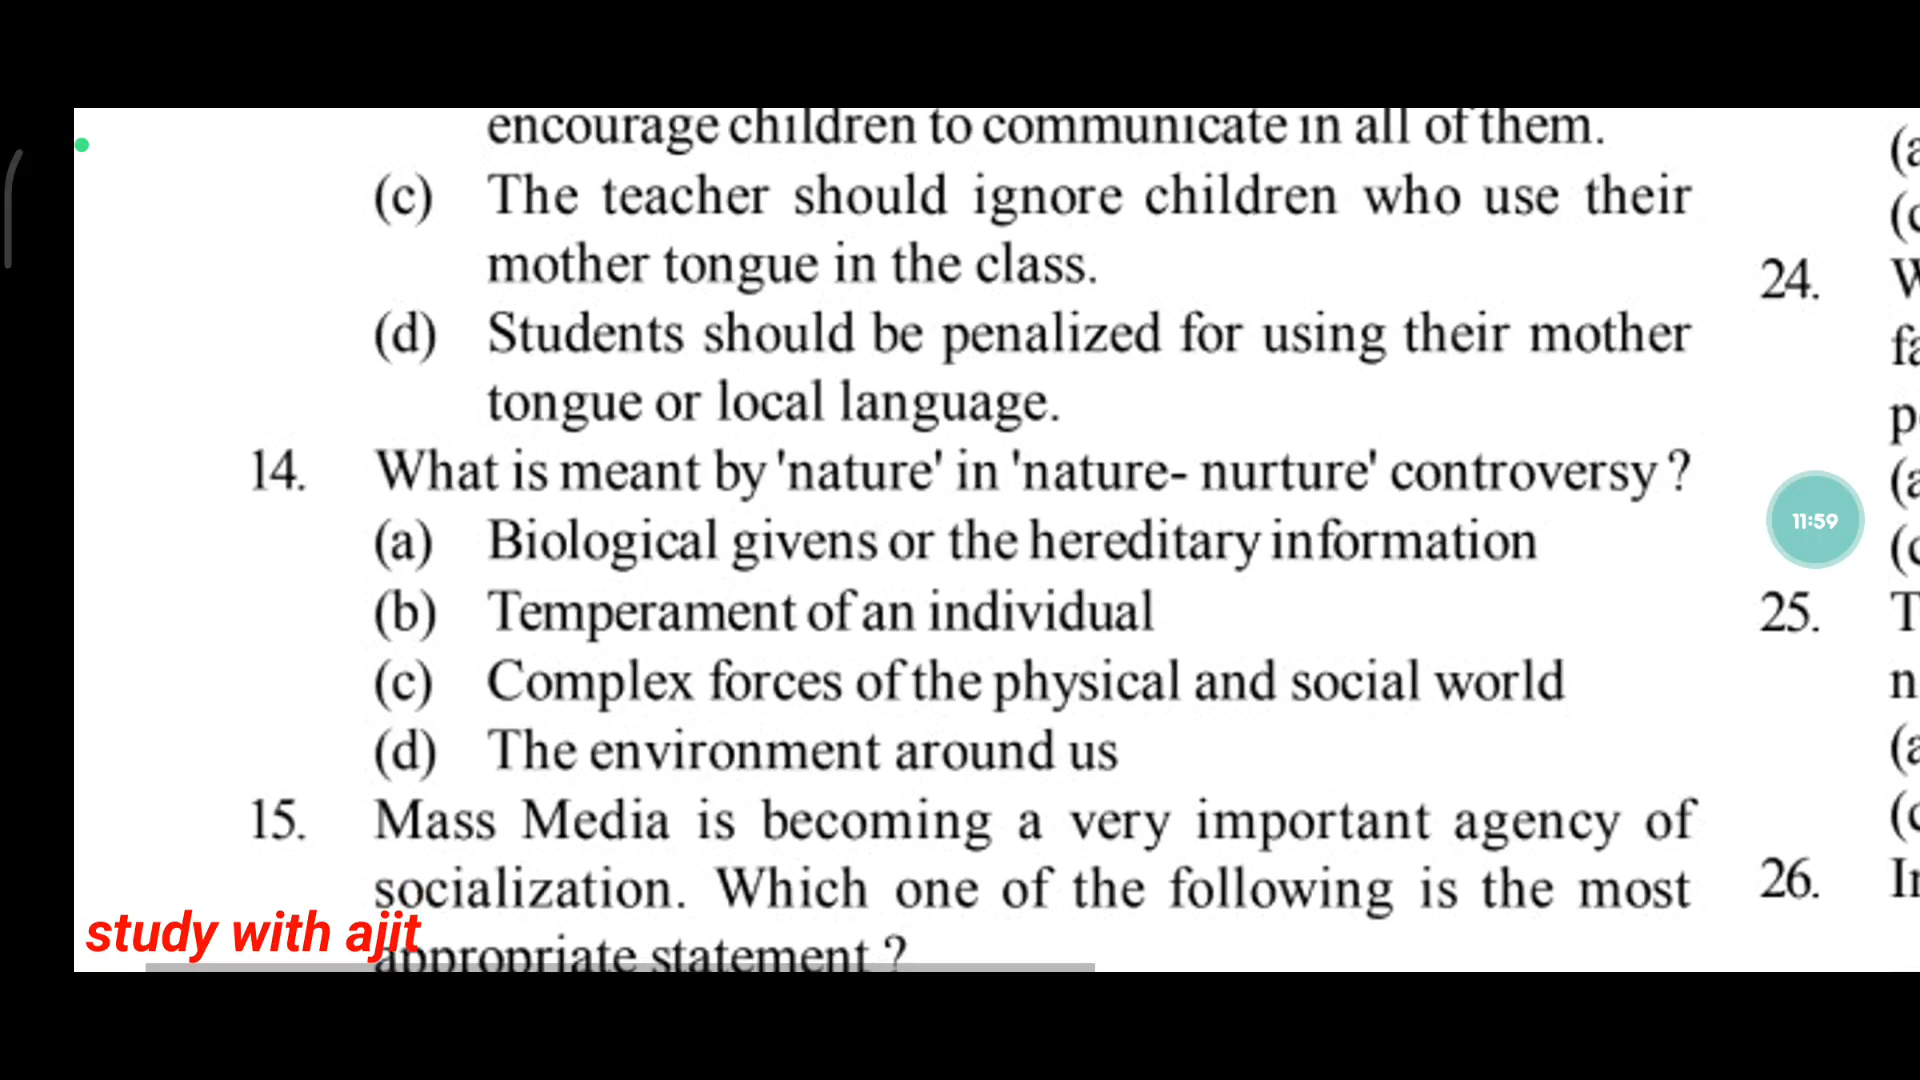 encourage children to communicate in all of them.
(c) The teacher should ignore children who use their
mother tongue in the class.
(d) Students should be penalized for using their mother
tongue or local language.
14. What is meant by 'nature' in 'nature- nurture' controversy ?
(a) Biological givens or the hereditary information
(b) Temperament of an individual
(c) Complex forces of the physical and social world
(d) The environment around us
15. Mass Media is becoming a very important agency of
socialization. Which one of the following is the most
appropriate statement ?
study with ajit
24.
11:59
25.
26.